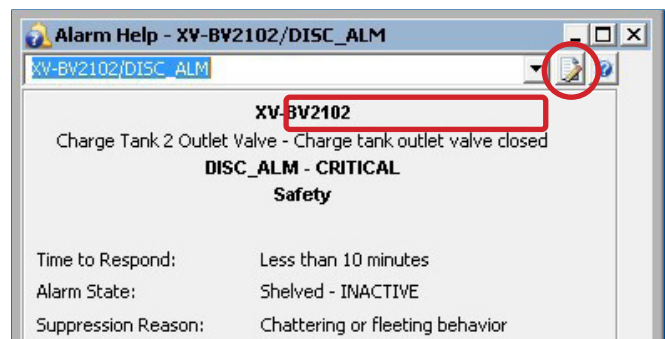 Alarm Help - XV-BV2102/DISC_ALM
XV-BV2102/DISC_ALM
XV-BV2102
Charge Tank 2 Outlet Valve - Charge tank outlet valve closed
DISC_ALM - CRITICAL
Safety
Time to Respond: Less than 10 minutes
Alarm State: Shelved - INACTIVE
Suppression Reason: Chattering or fleeting behavior